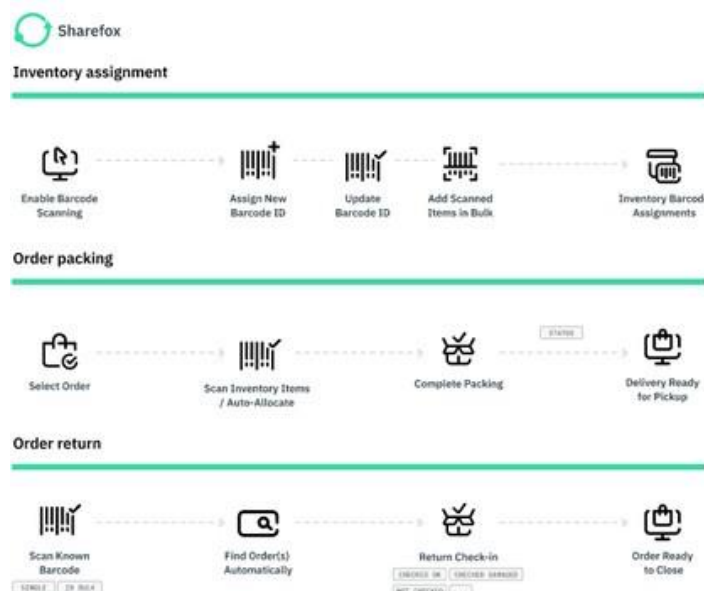 Sharefox
Inventory assignment
Enable Barcode
Scanning
Assign New
Barcode ID
Update
Barcode ID
Add Scanned
Items in Bulk
Inventory Barcod
Assignments
Order packing
STATUS
Select Order
Scan Inventory Items
/ Auto-Allocate
Complete Packing
Delivery Ready
for Pickup
Order return
Scan Known
Barcode
SINGLE
IN BULK
Find Order(s)
Automatically
Return Check-in
CHECKED OK
CHECKED DAMAGED
NOT CHECKED
...
Order Ready
to Close